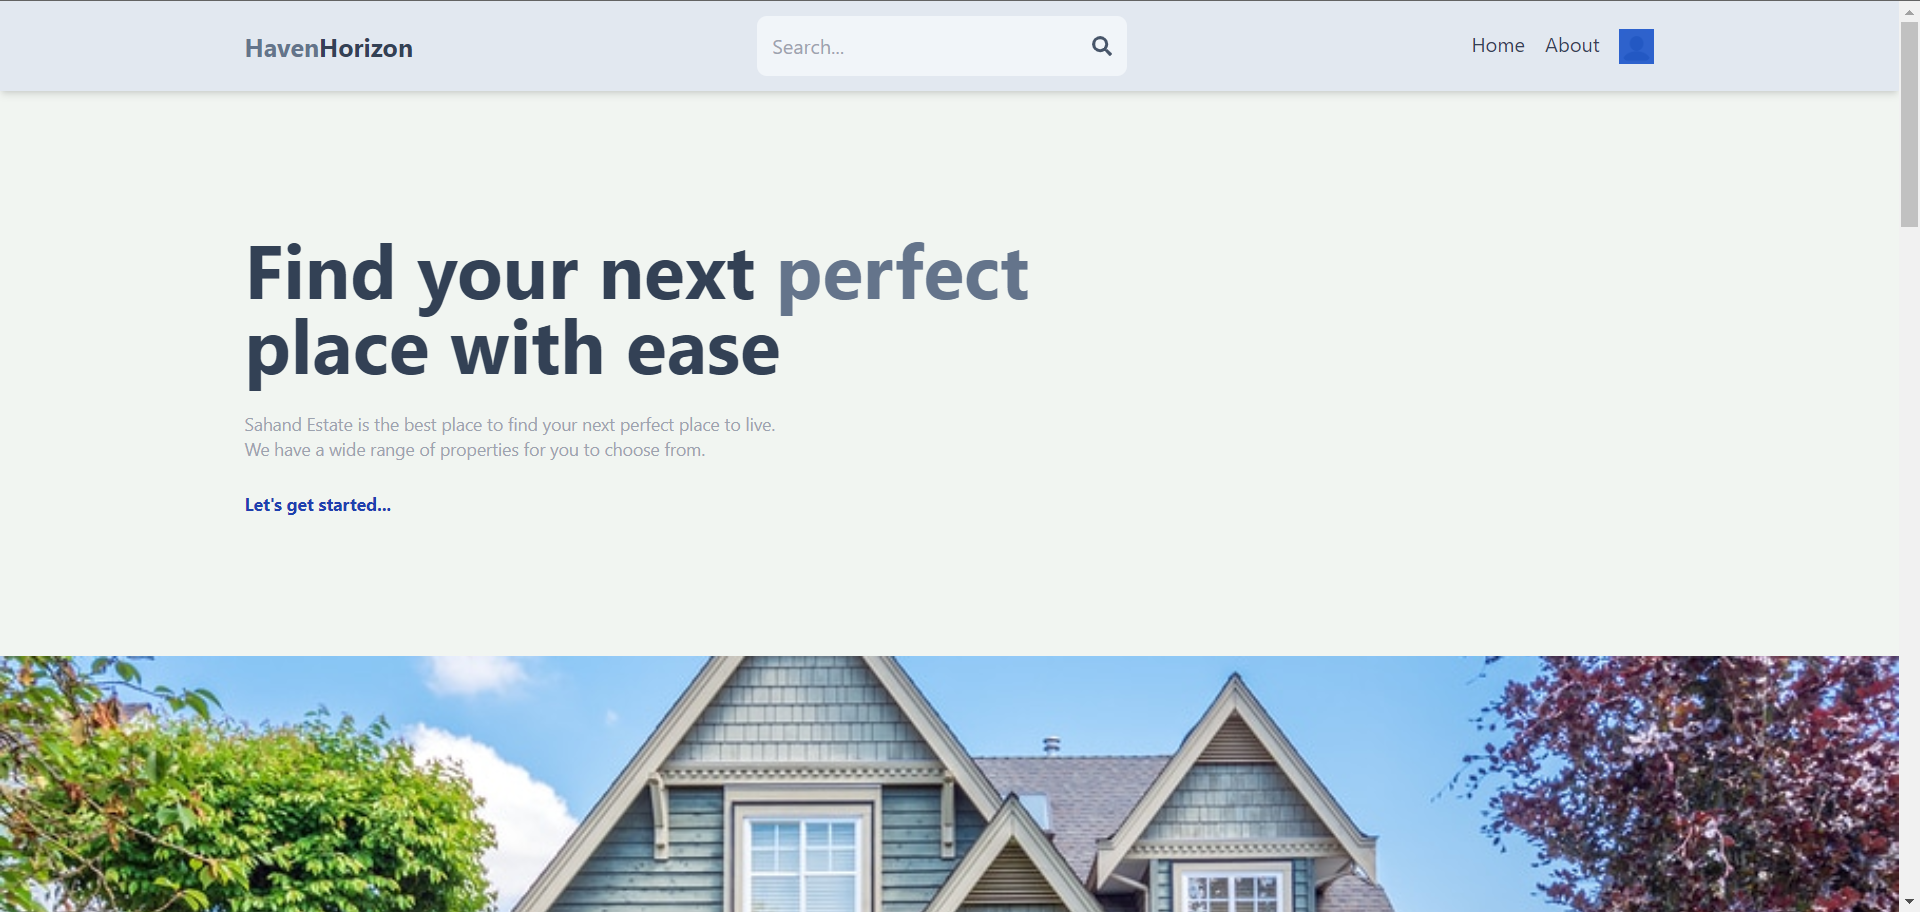 HavenHorizon
Search...
Home
About
Find your next perfect
place with ease
Sahand Estate is the best place to find your next perfect place to live.
We have a wide range of properties for you to choose from.
Let's get started...